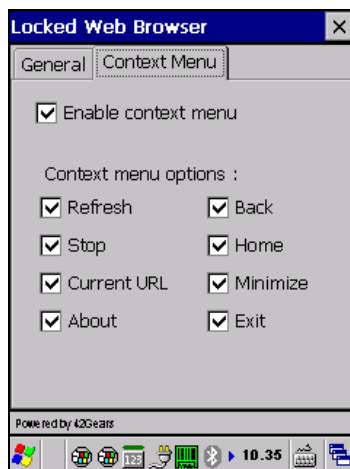 Locked Web Browser
General Context Menu
Enable context menu
Context menu options :
Refresh Back
Stop Home
Current URL Minimize
About Exit
Powered by 42Gears
123 10.35